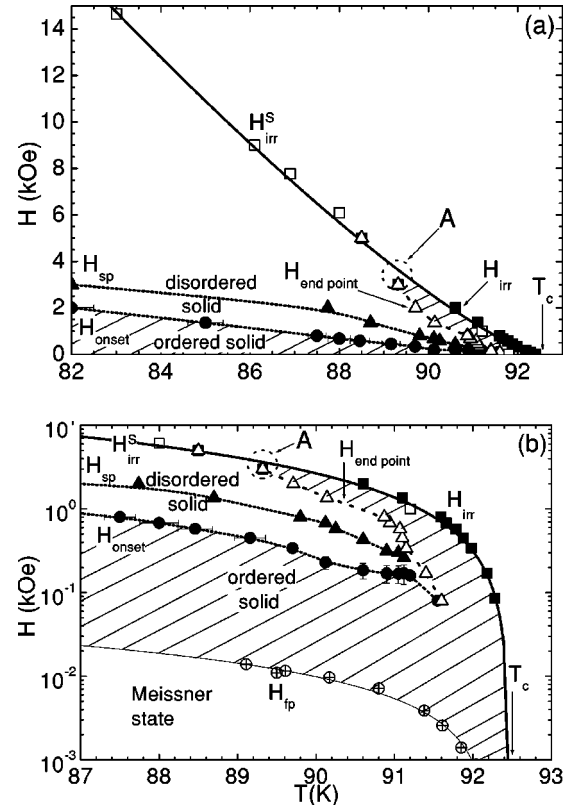 14
12
10
8
6
4
2
0
H (kOe)
(a)
H^S_irr
A
H_sp
disordered
solid
H_end point
H_irr
T_c
H_onset
ordered solid
82 84 86 88 90 92
10^1
10^0
10^-1
10^-2
10^-3
H (kOe)
(b)
H^S_irr
A
H_end point
H_sp
disordered
solid
H_irr
H_onset
ordered
solid
T_c
Meissner
state
H_fp
87 88 89 90 91 92 93
T(K)